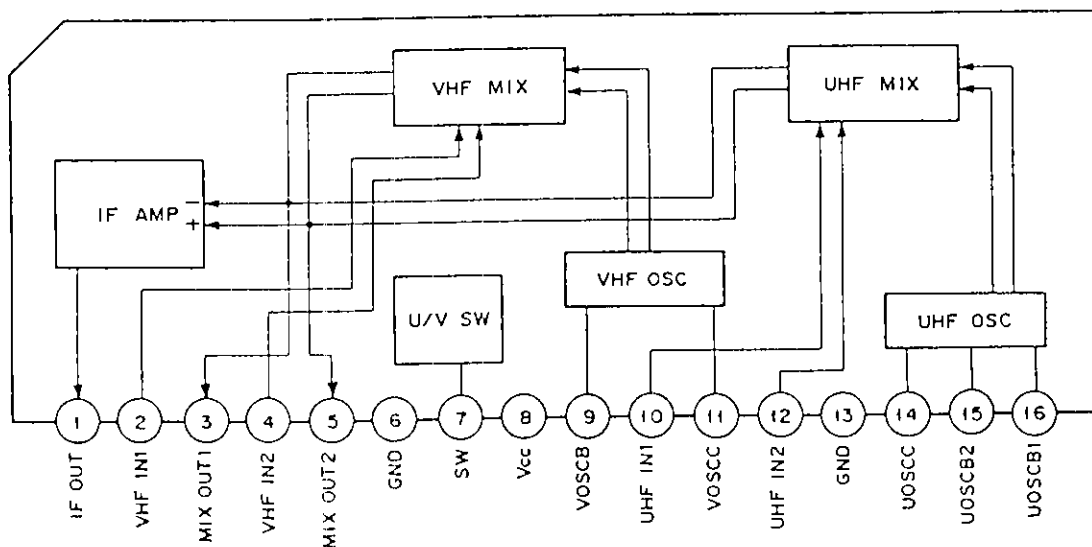 VHF MIX
UHF MIX
IF AMP
−
+
VHF OSC
U/V SW
UHF OSC
1
2
3
4
5
6
7
8
9
10
11
12
13
14
15
16
IF OUT
VHF IN1
MIX OUT1
VHF IN2
MIX OUT2
GND
SW
Vcc
VOSCB
UHF IN1
VOSCC
UHF IN2
GND
UOSCC
UOSCB2
UOSCB1